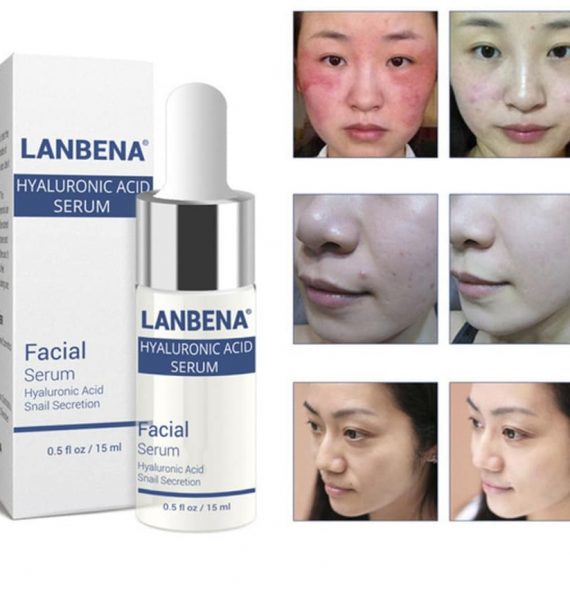 LANBENA®
HYALURONIC ACID
SERUM
Facial
Serum
Hyaluronic Acid
Snail Secretion
0.5 fl oz / 15 ml
LANBENA®
HYALURONIC ACID
SERUM
Facial
Serum
Hyaluronic Acid
Snail Secretion
0.5 fl oz / 15 ml